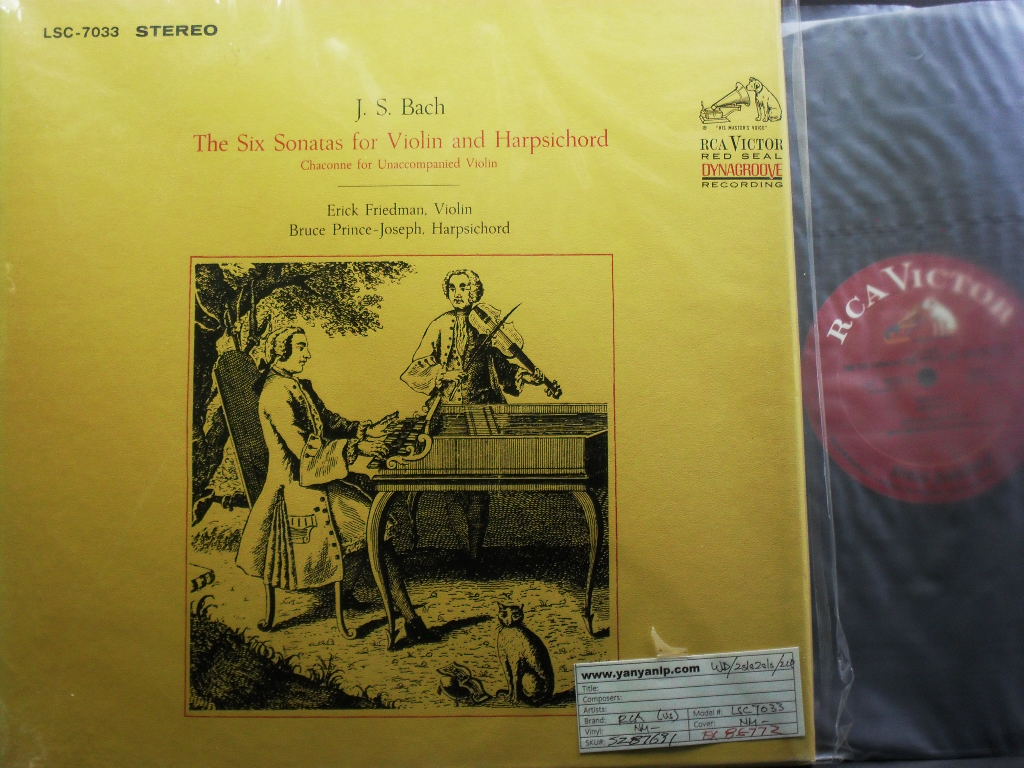 LSC-7033 STEREO
J. S. Bach
The Six Sonatas for Violin and Harpsichord
Chaconne for Unaccompanied Violin
Erick Friedman, Violin
Bruce Prince-Joseph, Harpsichord
"HIS MASTER'S VOICE"
RCA VICTOR
RED SEAL
DYNAGROOVE
RECORDING
RCA VICTOR
www.yanyanlp.com
Title:
Composers:
Artists:
Brand: RCA (US) Model #: LSC7033
Vinyl: NM- Cover: NM-
SKU#: